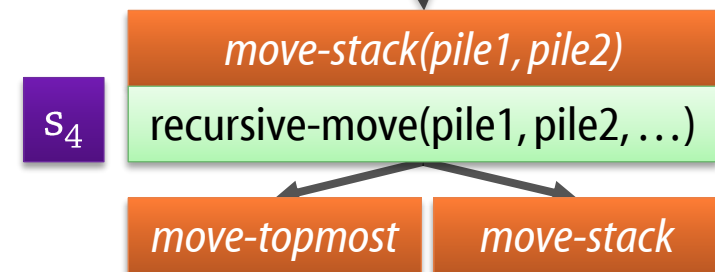 move-stack(pile1, pile2)
s₄
recursive-move(pile1, pile2, …)
move-topmost
move-stack